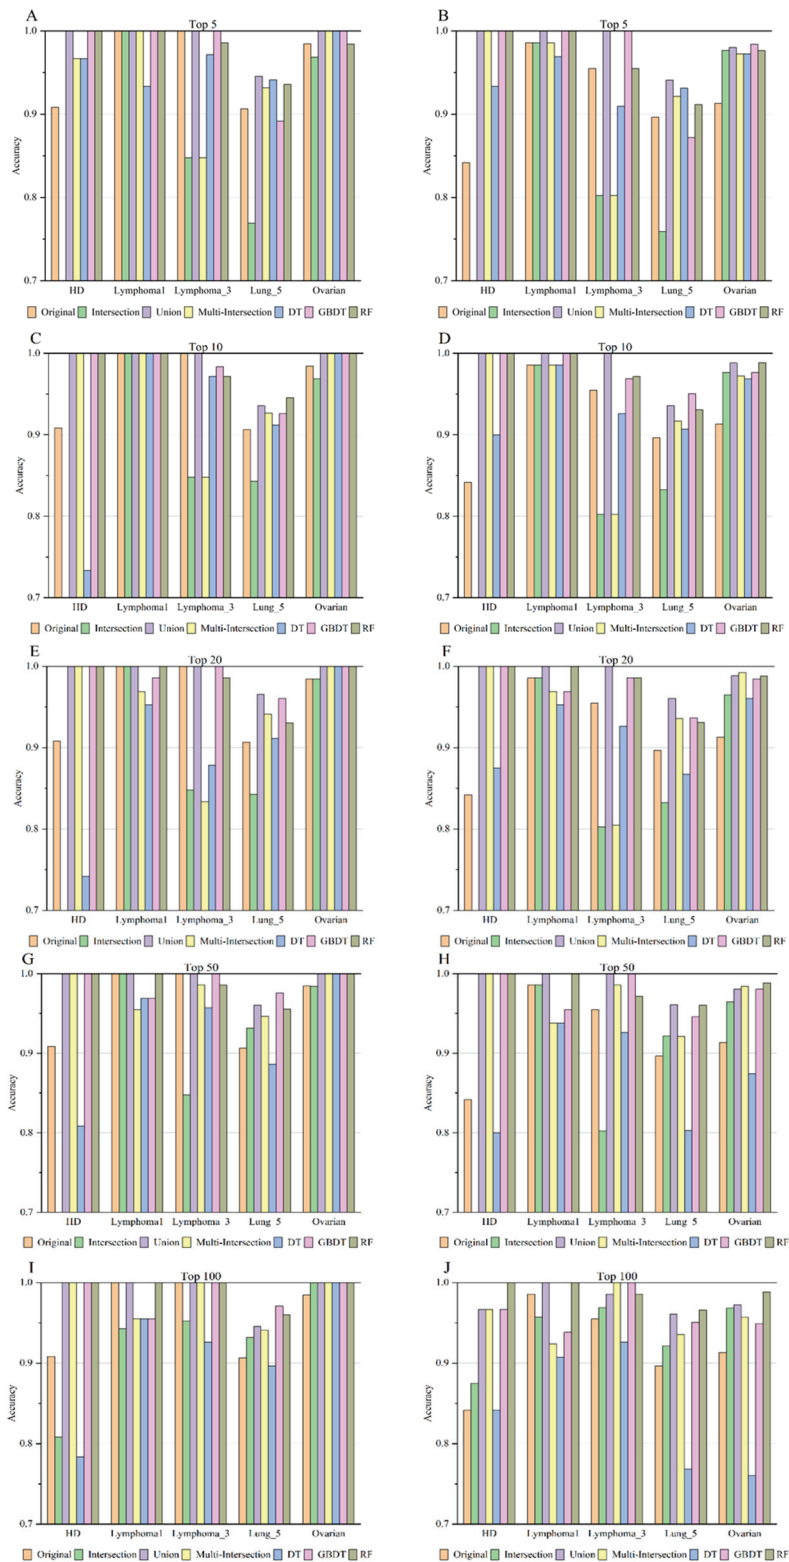 A
Top 5
1.0
0.9
0.8
0.7
Accuracy
HD Lymphoma1 Lymphoma_3 Lung_5 Ovarian
Original Intersection Union Multi-Intersection DT GBDT RF
B
Top 5
1.0
0.9
0.8
0.7
Accuracy
HD Lymphoma1 Lymphoma_3 Lung_5 Ovarian
Original Intersection Union Multi-Intersection DT GBDT RF
C
Top 10
1.0
0.9
0.8
0.7
Accuracy
HD Lymphoma1 Lymphoma_3 Lung_5 Ovarian
Original Intersection Union Multi-Intersection DT GBDT RF
D
Top 10
1.0
0.9
0.8
0.7
Accuracy
HD Lymphoma1 Lymphoma_3 Lung_5 Ovarian
Original Intersection Union Multi-Intersection DT GBDT RF
E
Top 20
1.0
0.9
0.8
0.7
Accuracy
HD Lymphoma1 Lymphoma_3 Lung_5 Ovarian
Original Intersection Union Multi-Intersection DT GBDT RF
F
Top 20
1.0
0.9
0.8
0.7
Accuracy
HD Lymphoma1 Lymphoma_3 Lung_5 Ovarian
Original Intersection Union Multi-Intersection DT GBDT RF
G
Top 50
1.0
0.9
0.8
0.7
Accuracy
HD Lymphoma1 Lymphoma_3 Lung_5 Ovarian
Original Intersection Union Multi-Intersection DT GBDT RF
H
Top 50
1.0
0.9
0.8
0.7
Accuracy
HD Lymphoma1 Lymphoma_3 Lung_5 Ovarian
Original Intersection Union Multi-Intersection DT GBDT RF
I
Top 100
1.0
0.9
0.8
0.7
Accuracy
HD Lymphoma1 Lymphoma_3 Lung_5 Ovarian
Original Intersection Union Multi-Intersection DT GBDT RF
J
Top 100
1.0
0.9
0.8
0.7
Accuracy
HD Lymphoma1 Lymphoma_3 Lung_5 Ovarian
Original Intersection Union Multi-Intersection DT GBDT RF